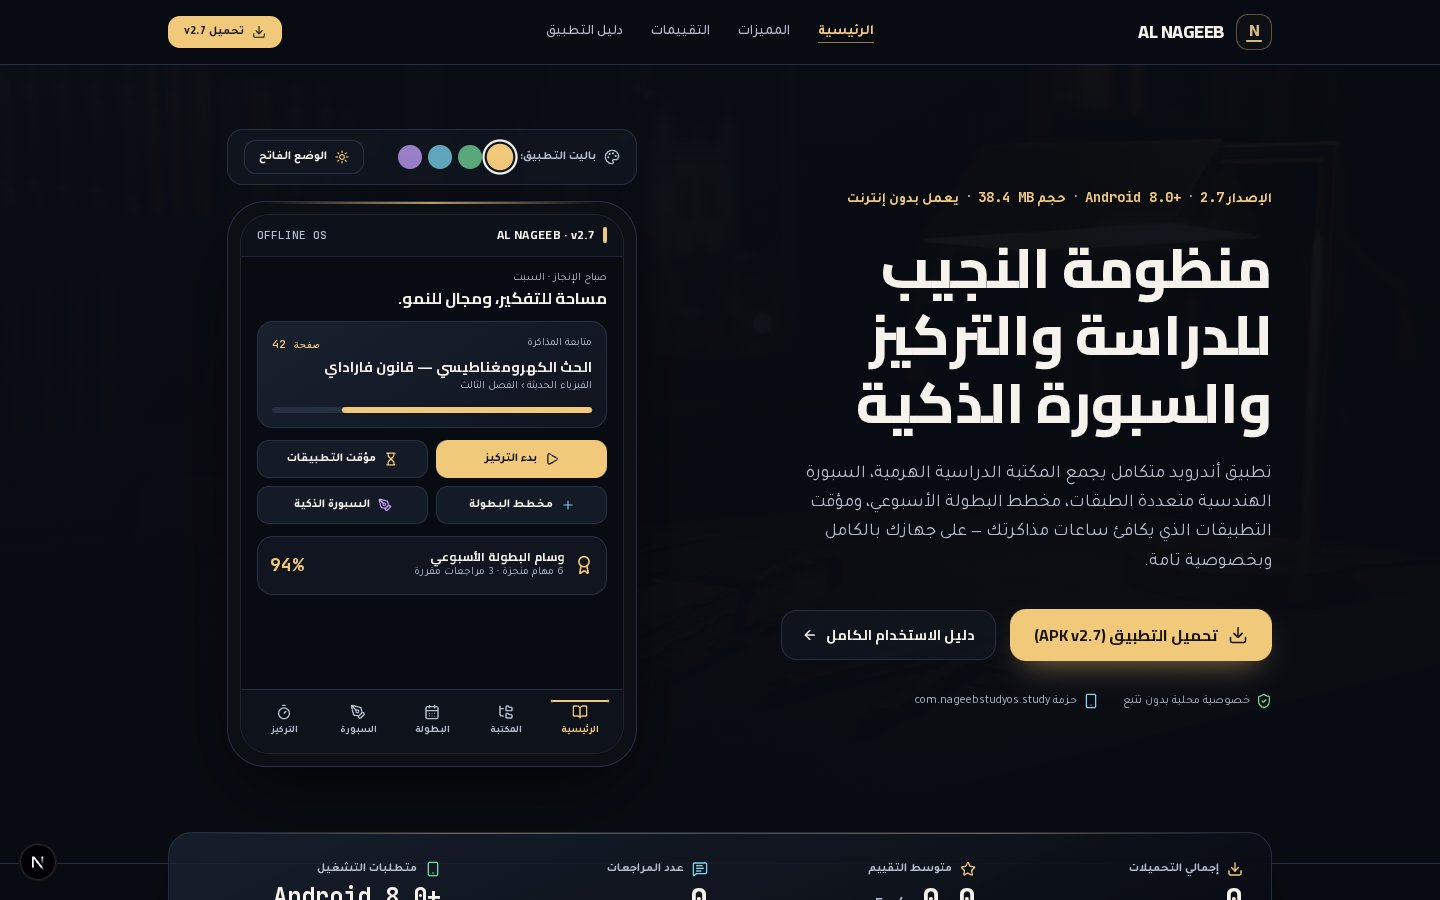 AL NAGEEB
N
الرئيسية
المميزات
التقييمات
دليل التطبيق
تحميل v2.7
الإصدار 2.7 · Android 8.0+ · حجم 38.4 MB · يعمل بدون إنترنت
منظومة النجيب
للدراسة والتركيز
والسبورة الذكية
تطبيق أندرويد متكامل يجمع المكتبة الدراسية الهرمية، السبورة
الهندسية متعددة الطبقات، مخطط البطولة الأسبوعي، ومؤقت
التطبيقات الذي يكافئ ساعات مذاكرتك — على جهازك بالكامل
وبخصوصية تامة.
تحميل التطبيق (APK v2.7)
دليل الاستخدام الكامل
خصوصية محلية بدون تتبع
حزمة com.nageebstudyos.study
باليت التطبيق:
الوضع الفاتح
AL NAGEEB · v2.7
OFFLINE OS
صباح الإنجاز · السبت
مساحة للتفكير، ومجال للنمو.
متابعة المذاكرة
صفحة 42
الحث الكهرومغناطيسي — قانون فاراداي
الفيزياء الحديثة › الفصل الثالث
بدء التركيز
مؤقت التطبيقات
مخطط البطولة
السبورة الذكية
وسام البطولة الأسبوعي
6 مهام منجزة · 3 مراجعات مقررة
94%
الرئيسية
المكتبة
البطولة
السبورة
التركيز
إجمالي التحميلات
متوسط التقييم
عدد المراجعات
متطلبات التشغيل
Android 8.0+
N